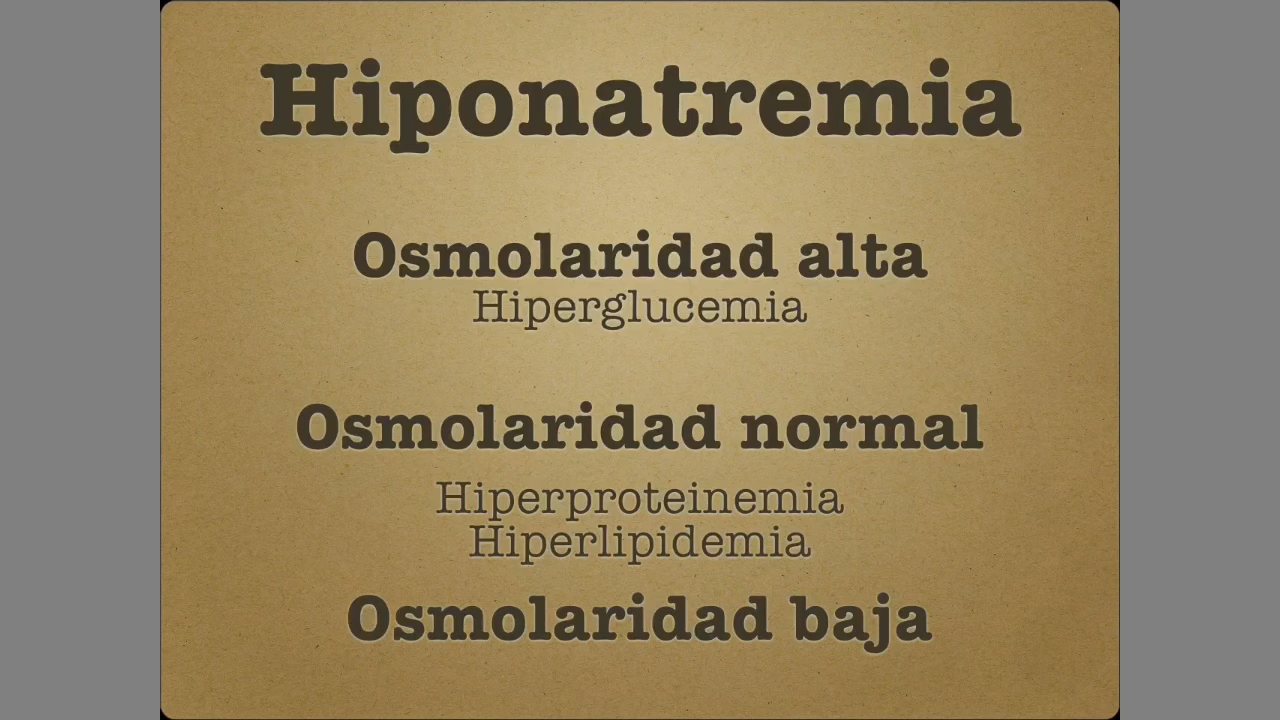 Hiponatremia
Osmolaridad alta
Hiperglucemia
Osmolaridad normal
Hiperproteinemia
Hiperlipidemia
Osmolaridad baja